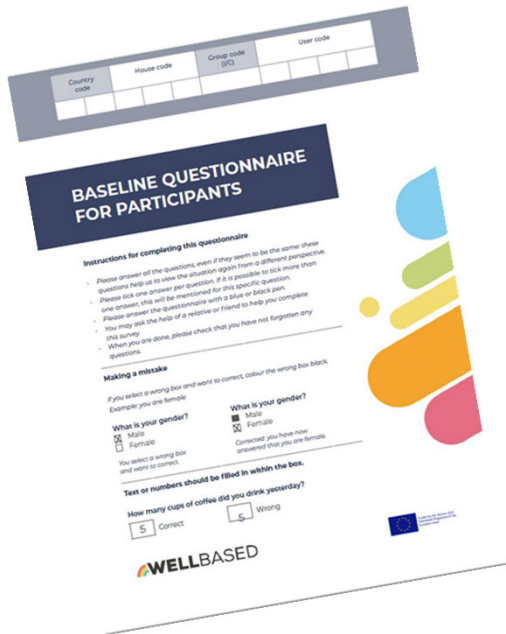 Country
code
House code
Group code
(I/C)
User code
BASELINE QUESTIONNAIRE
FOR PARTICIPANTS
Instructions for completing this questionnaire
- Please answer all the questions, even if they seem to be the same: these
questions help us to view the situation again from a different perspective.
- Please tick one answer per question. If it is possible to tick more than
one answer, this will be mentioned for this specific question.
- Please answer the questionnaire with a blue or black pen.
- You may ask the help of a relative or friend to help you complete
this survey.
- When you are done, please check that you have not forgotten any
questions.
Making a mistake
If you select a wrong box and want to correct, colour the wrong box black.
Example: you are female
What is your gender?
Male
Female
You select a wrong box
and want to correct.
What is your gender?
Male
Female
Corrected: you have now
answered that you are female.
Text or numbers should be filled in within the box.
How many cups of coffee did you drink yesterday?
5 Correct
5 Wrong
WELLBASED